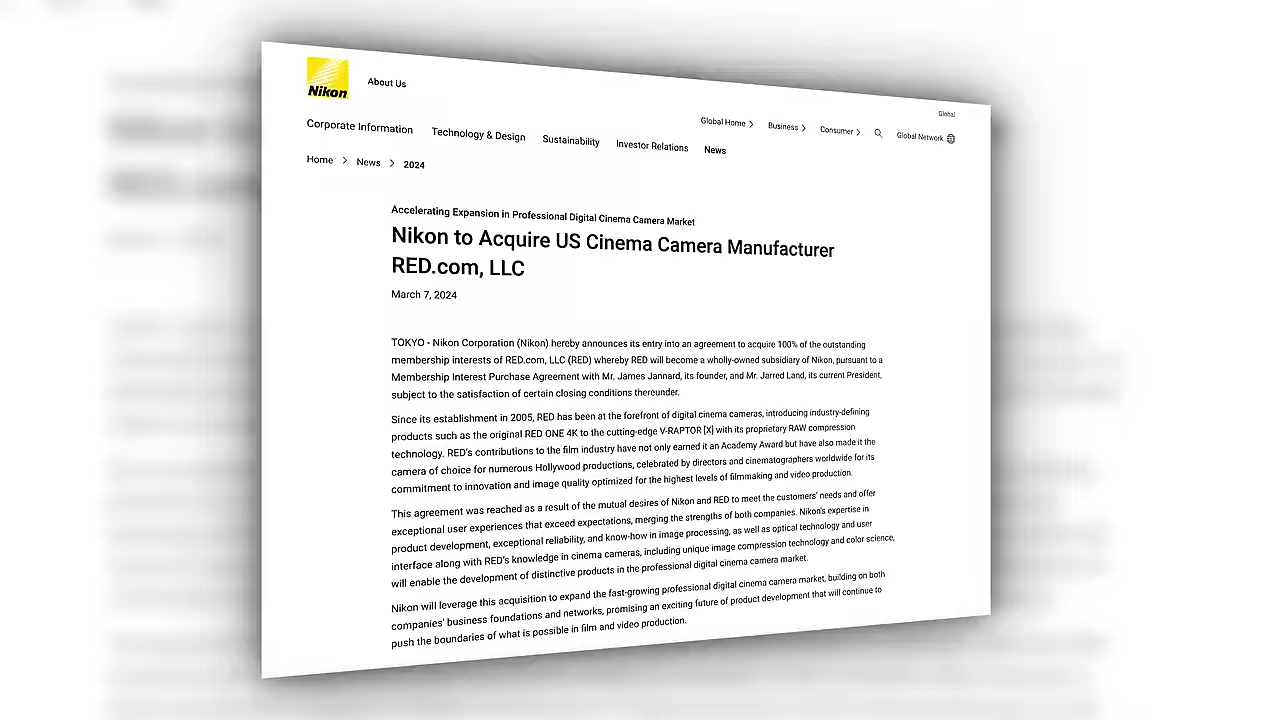 Nikon
About Us
Global
Global Home
Business
Consumer
Global Network
Corporate Information
Technology & Design
Sustainability
Investor Relations
News
Home > News > 2024
Accelerating Expansion in Professional Digital Cinema Camera Market
Nikon to Acquire US Cinema Camera Manufacturer
RED.com, LLC
March 7, 2024
TOKYO - Nikon Corporation (Nikon) hereby announces its entry into an agreement to acquire 100% of the outstanding
membership interests of RED.com, LLC (RED) whereby RED will become a wholly-owned subsidiary of Nikon, pursuant to a
Membership Interest Purchase Agreement with Mr. James Jannard, its founder, and Mr. Jarred Land, its current President,
subject to the satisfaction of certain closing conditions thereunder.
Since its establishment in 2005, RED has been at the forefront of digital cinema cameras, introducing industry-defining
products such as the original RED ONE 4K to the cutting-edge V-RAPTOR [X] with its proprietary RAW compression
technology. RED's contributions to the film industry have not only earned it an Academy Award but have also made it the
camera of choice for numerous Hollywood productions, celebrated by directors and cinematographers worldwide for its
commitment to innovation and image quality optimized for the highest levels of filmmaking and video production.
This agreement was reached as a result of the mutual desires of Nikon and RED to meet the customers' needs and offer
exceptional user experiences that exceed expectations, merging the strengths of both companies. Nikon's expertise in
product development, exceptional reliability, and know-how in image processing, as well as optical technology and user
interface along with RED's knowledge in cinema cameras, including unique image compression technology and color science,
will enable the development of distinctive products in the professional digital cinema camera market.
Nikon will leverage this acquisition to expand the fast-growing professional digital cinema camera market, building on both
companies' business foundations and networks, promising an exciting future of product development that will continue to
push the boundaries of what is possible in film and video production.